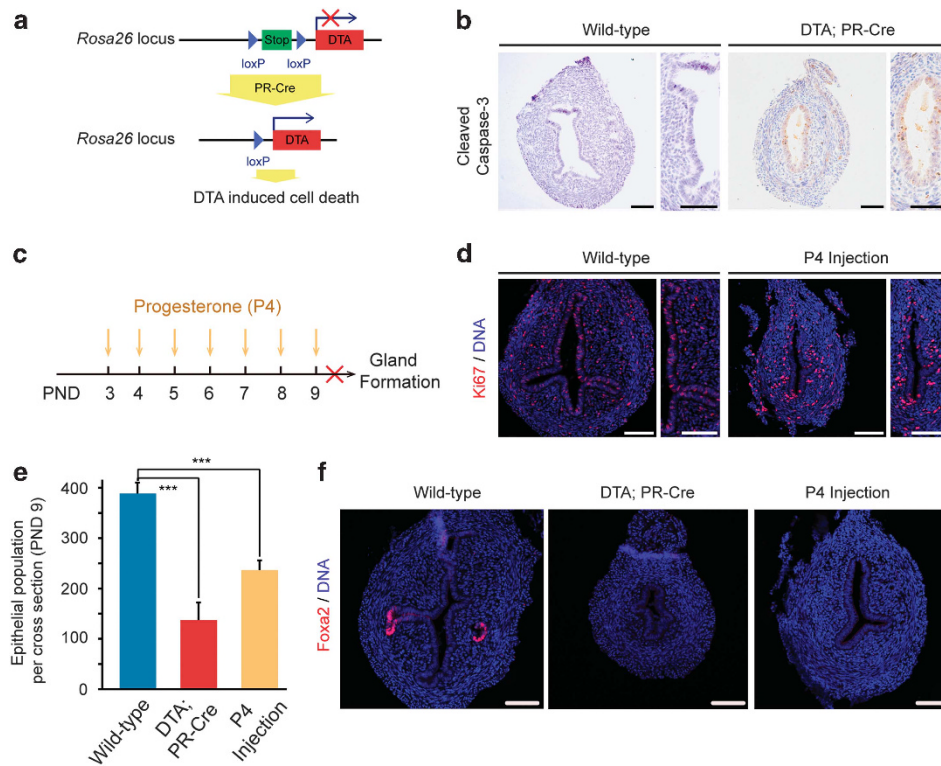 a
Rosa26 locus
Stop
DTA
loxP
loxP
PR-Cre
Rosa26 locus
DTA
loxP
DTA induced cell death
b
Wild-type
DTA; PR-Cre
Cleaved
Caspase-3
c
Progesterone (P4)
Gland
Formation
PND
3 4 5 6 7 8 9
d
Wild-type
P4 Injection
Ki67 / DNA
e
Epithelial population
per cross section (PND 9)
400
300
200
100
0
***
***
Wild-type
DTA;
PR-Cre
P4
Injection
f
Wild-type
DTA; PR-Cre
P4 Injection
Foxa2 / DNA